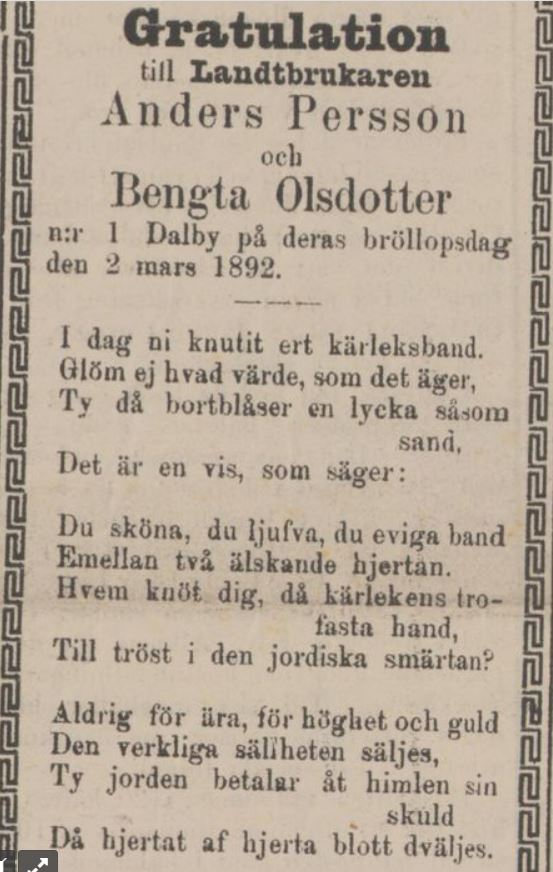 Gratulation
till Landtbrukaren
Anders Persson
och
Bengta Olsdotter
n:r 1 Dalby på deras bröllopsdag
den 2 mars 1892.
I dag ni knutit ert kärleksband.
Glöm ej hvad värde, som det äger,
Ty då bortblåser en lycka såsom
sand,
Det är en vis, som säger:
Du sköna, du ljufva, du eviga band
Emellan två älskande hjertan.
Hvem knöt dig, då kärlekens tro-
fasta hand,
Till tröst i den jordiska smärtan?
Aldrig för ära, för höghet och guld
Den verkliga sällheten säljes,
Ty jorden betalar åt himlen sin
skuld
Då hjertat af hjerta blott dväljes.